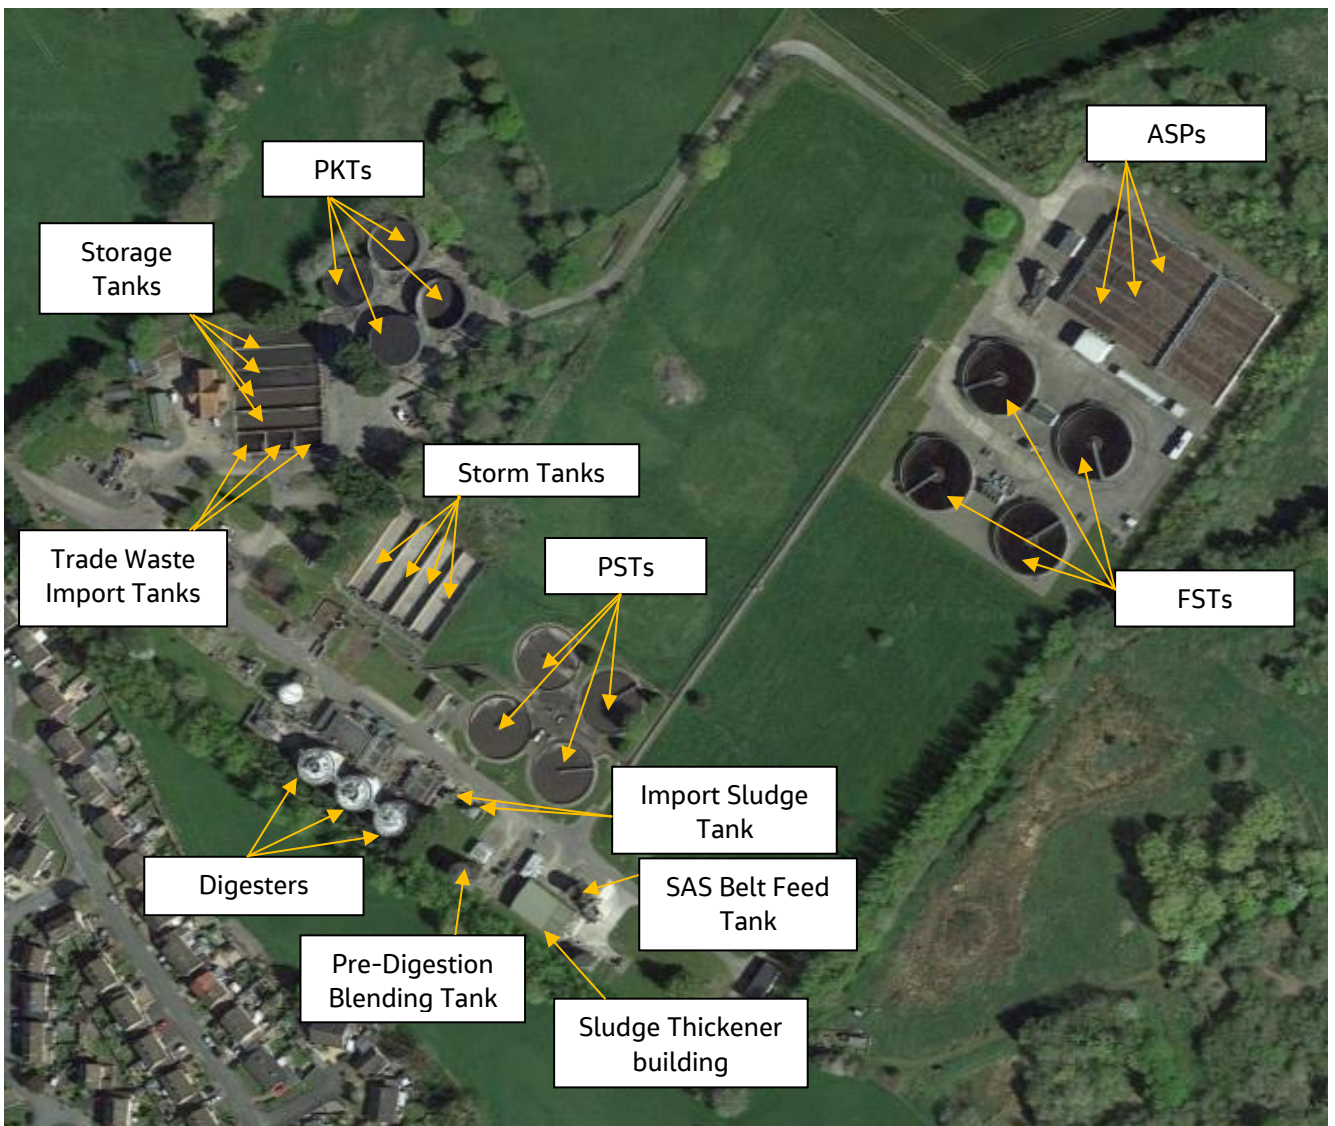 ASPs
PKTs
Storage
Tanks
Storm Tanks
Trade Waste
Import Tanks
PSTs
FSTs
Import Sludge
Tank
Digesters
SAS Belt Feed
Tank
Pre-Digestion
Blending Tank
Sludge Thickener
building